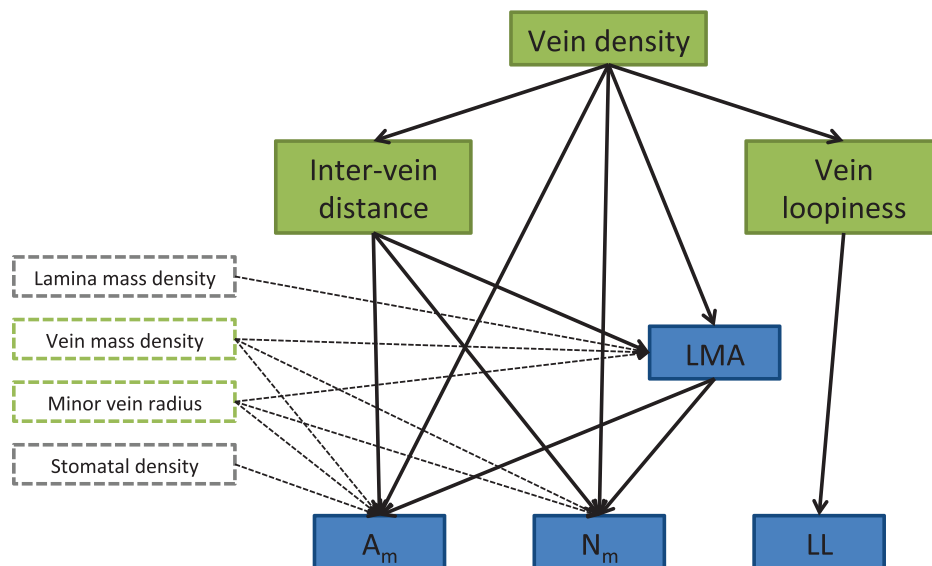 Vein density
Inter-vein
distance
Vein
loopiness
Lamina mass density
Vein mass density
LMA
Minor vein radius
Stomatal density
Aₘ
Nₘ
LL